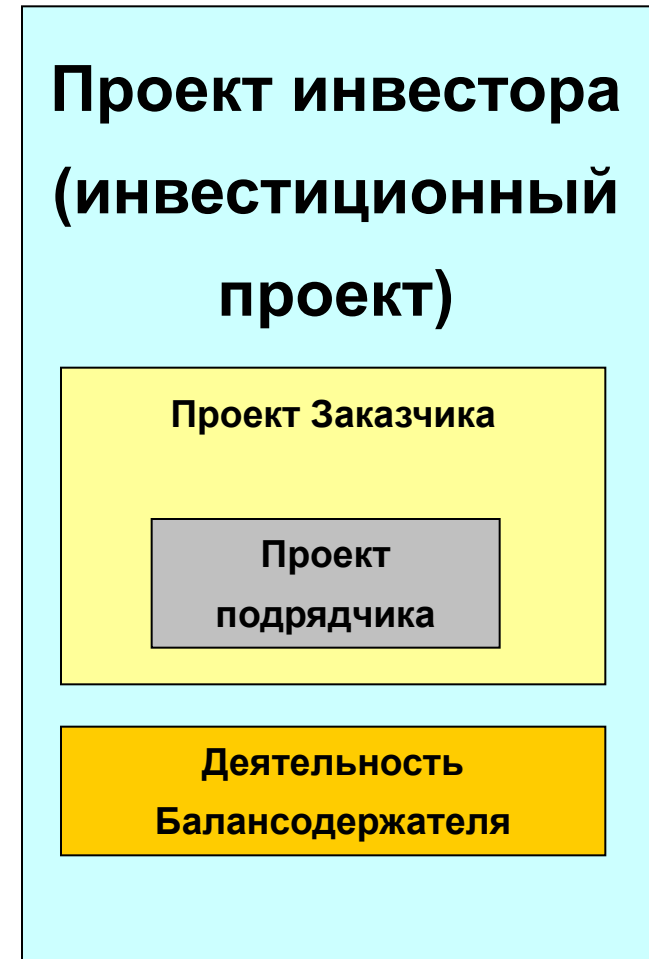 Проект инвестора
(инвестиционный
проект)
Проект Заказчика
Проект
подрядчика
Деятельность
Балансодержателя